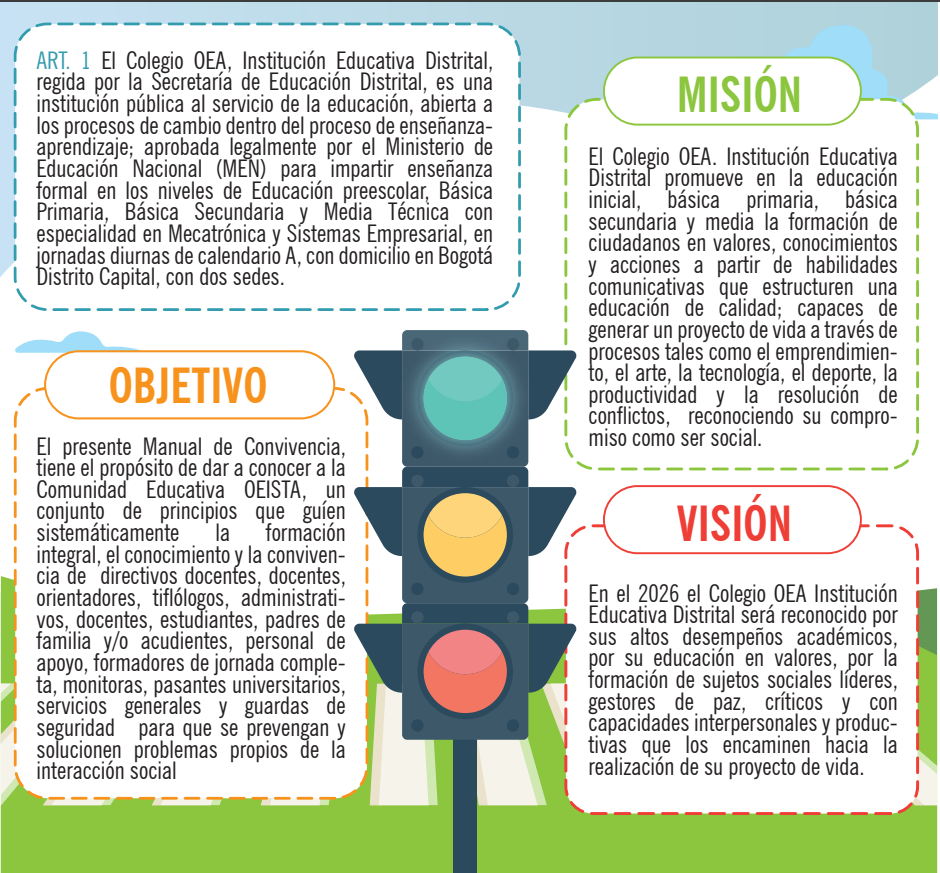 ART. 1 El Colegio OEA, Institución Educativa Distrital,
regida por la Secretaría de Educación Distrital, es una
institución pública al servicio de la educación, abierta a
los procesos de cambio dentro del proceso de enseñanza-
aprendizaje; aprobada legalmente por el Ministerio de
Educación Nacional (MEN) para impartir enseñanza
formal en los niveles de Educación preescolar, Básica
Primaria, Básica Secundaria y Media Técnica con
especialidad en Mecatrónica y Sistemas Empresarial, en
jornadas diurnas de calendario A, con domicilio en Bogotá
Distrito Capital, con dos sedes.
MISIÓN
El Colegio OEA. Institución Educativa
Distrital promueve en la educación
inicial, básica primaria, básica
secundaria y media la formación de
ciudadanos en valores, conocimientos
y acciones a partir de habilidades
comunicativas que estructuren una
educación de calidad; capaces de
generar un proyecto de vida a través de
procesos tales como el emprendimien-
to, el arte, la tecnología, el deporte, la
productividad y la resolución de
conflictos, reconociendo su compro-
miso como ser social.
OBJETIVO
El presente Manual de Convivencia,
tiene el propósito de dar a conocer a la
Comunidad Educativa OEISTA, un
conjunto de principios que guíen
sistemáticamente la formación
integral, el conocimiento y la conviven-
cia de directivos docentes, docentes,
orientadores, tiflólogos, administrati-
vos, docentes, estudiantes, padres de
familia y/o acudientes, personal de
apoyo, formadores de jornada comple-
ta, monitoras, pasantes universitarios,
servicios generales y guardas de
seguridad para que se prevengan y
solucionen problemas propios de la
interacción social
VISIÓN
En el 2026 el Colegio OEA Institución
Educativa Distrital será reconocido por
sus altos desempeños académicos,
por su educación en valores, por la
formación de sujetos sociales líderes,
gestores de paz, críticos y con
capacidades interpersonales y produc-
tivas que los encaminen hacia la
realización de su proyecto de vida.